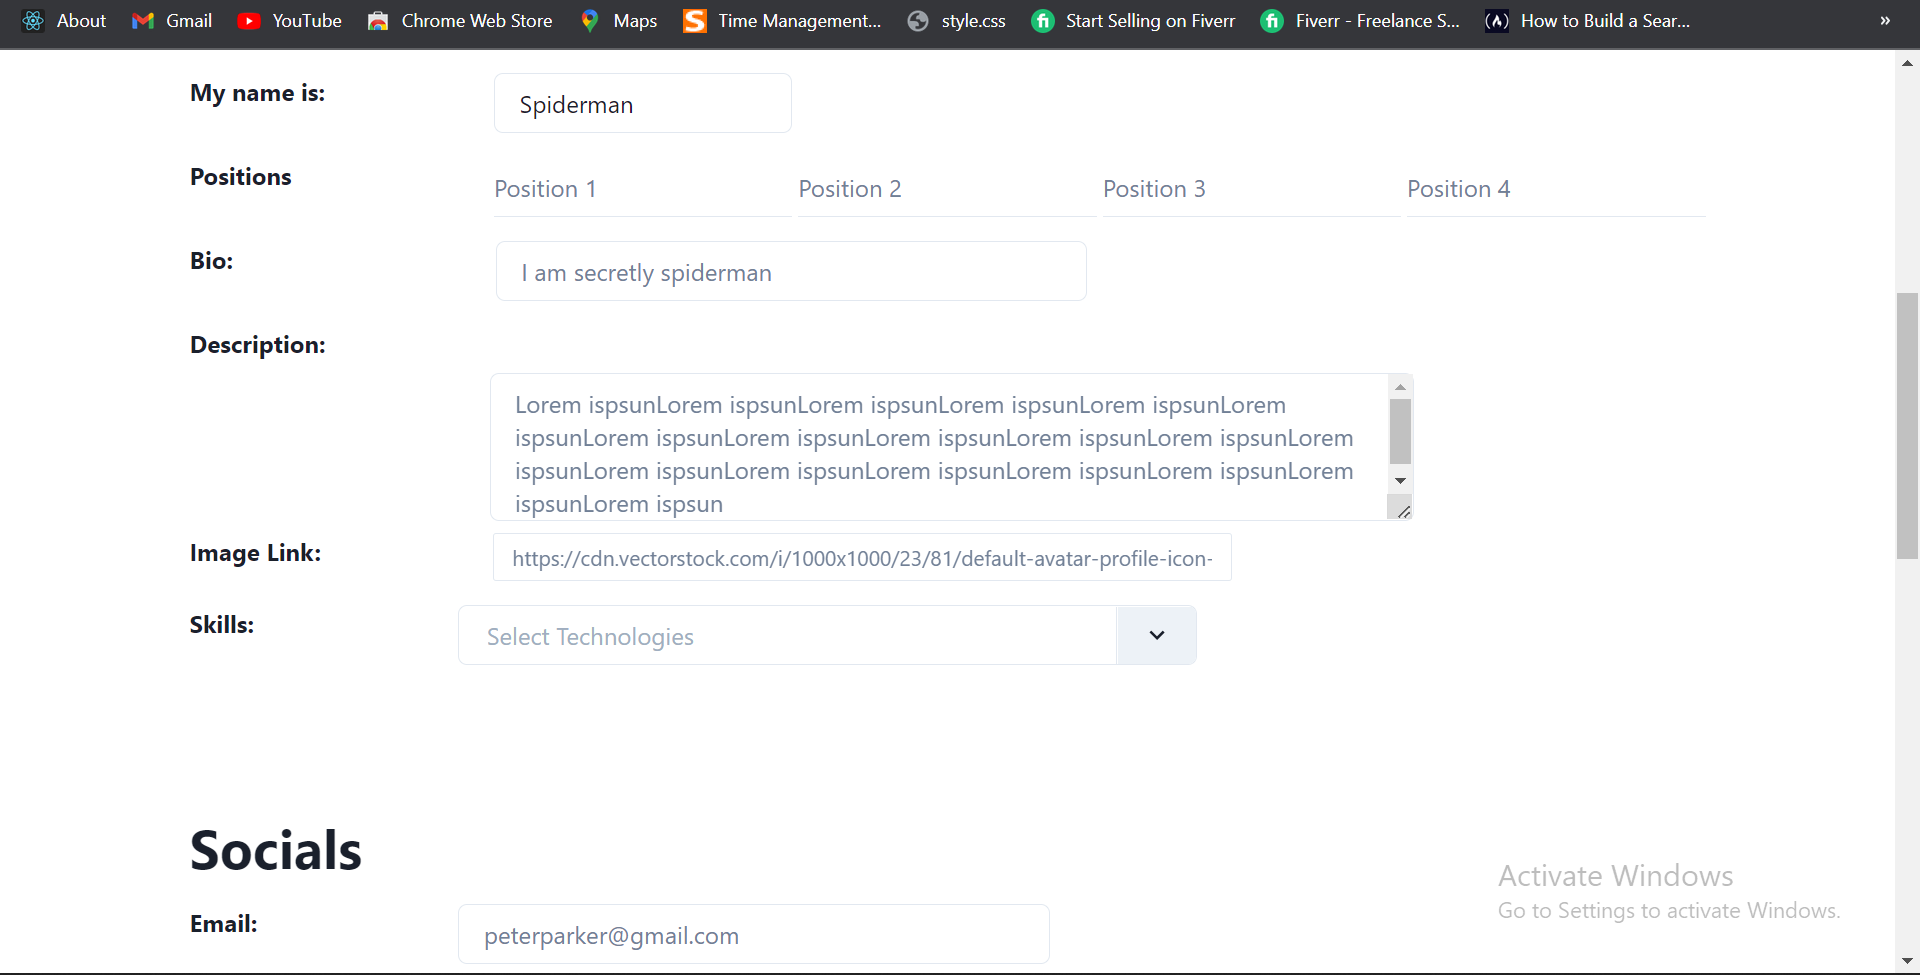 About Gmail YouTube Chrome Web Store Maps Time Management... style.css Start Selling on Fiverr Fiverr - Freelance S... How to Build a Sear... »
My name is: Spiderman
Positions Position 1 Position 2 Position 3 Position 4
Bio: I am secretly spiderman
Description:
Lorem ispsunLorem ispsunLorem ispsunLorem ispsunLorem ispsunLorem
ispsunLorem ispsunLorem ispsunLorem ispsunLorem ispsunLorem ispsunLorem
ispsunLorem ispsunLorem ispsunLorem ispsunLorem ispsunLorem ispsunLorem
ispsunLorem ispsun
Image Link: https://cdn.vectorstock.com/i/1000x1000/23/81/default-avatar-profile-icon-
Skills: Select Technologies
Socials
Activate Windows
Go to Settings to activate Windows.
Email: peterparker@gmail.com